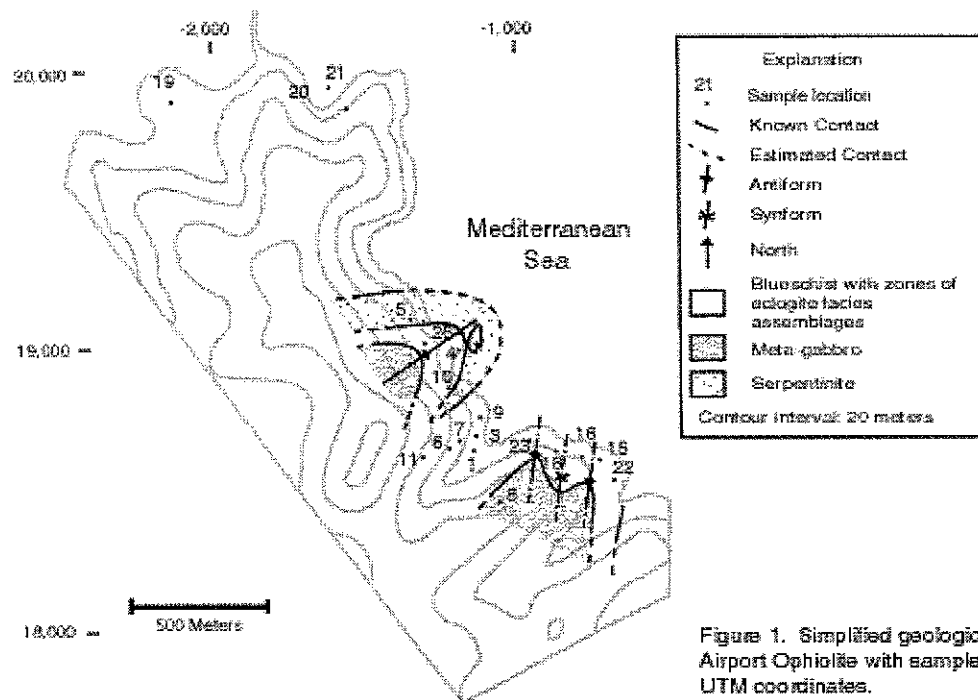 -2,000
-1,000
20,000
19
20
21
Mediterranean
Sea
19,000
5
4
9
3
7
6
11
23
16
15
22
8
18,000
500 Meters
Explanation
21
Sample location
Known Contact
Estimated Contact
Antiform
Synform
North
Blueschist with zones of
eclogite facies
assemblages
Meta-gabbro
Serpentinite
Contour interval: 20 meters
Figure 1. Simplified geologic
Airport Ophiolite with sample
UTM coordinates.